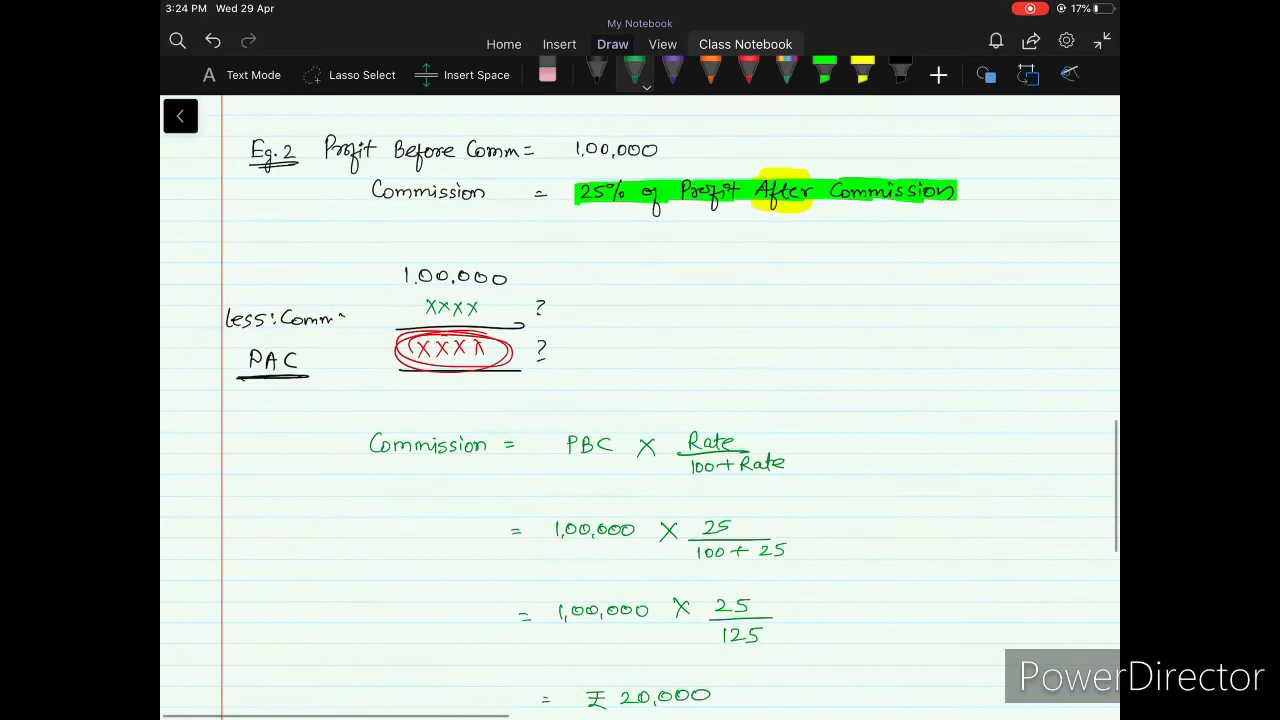 3:24 PM Wed 29 Apr 17%
My Notebook
Home Insert Draw View Class Notebook
A Text Mode Lasso Select Insert Space
Eg.2 Profit Before Comm = 1,00,000
Commission = 25% of Profit After Commission
1,00,000
less: Comm XXXX ?
PAC XXXX ?
Commission = PBC X Rate
100 + Rate
= 1,00,000 X 25
100 + 25
= 1,00,000 X 25
125
= ₹ 20,000
PowerDirector